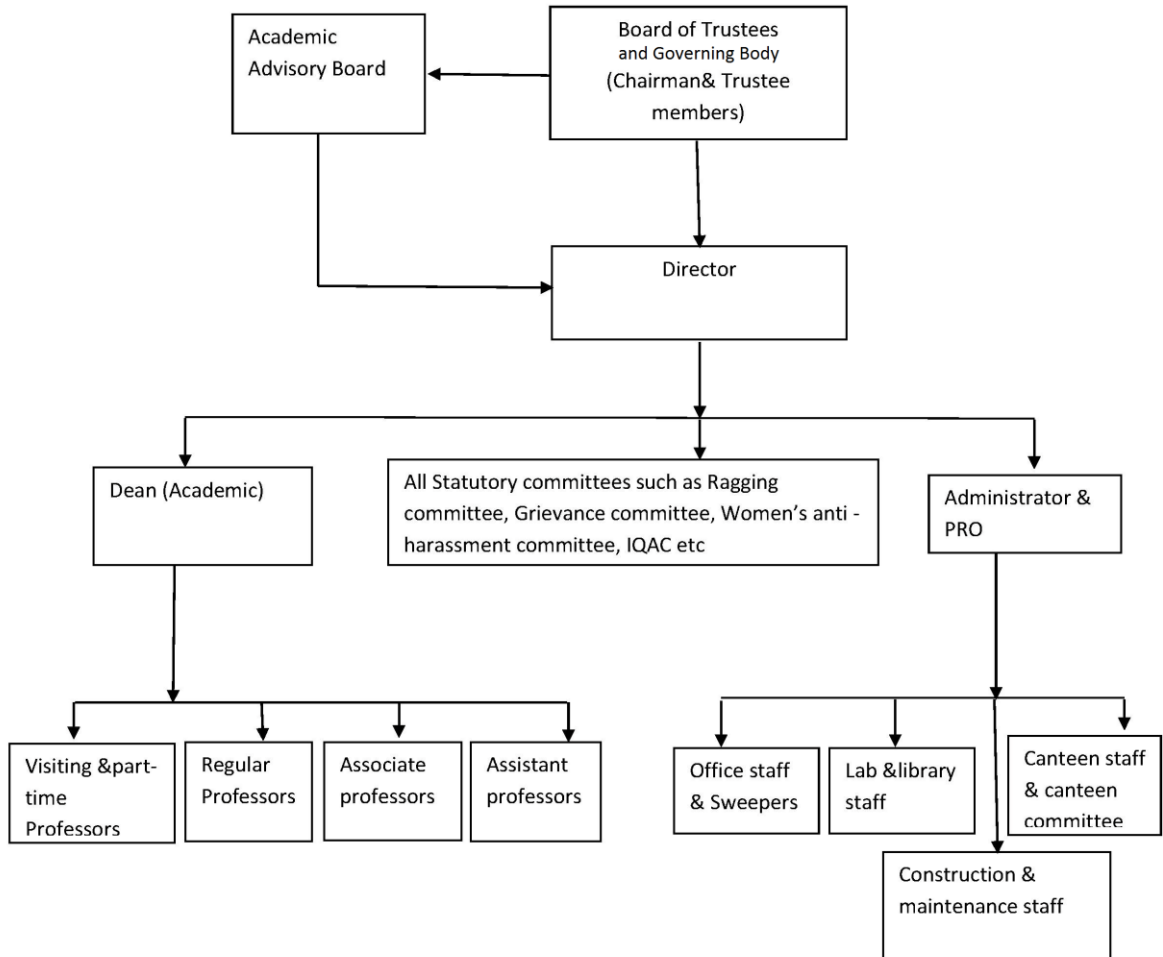 Academic
Advisory Board
Board of Trustees
and Governing Body
(Chairman& Trustee
members)
Director
Dean (Academic)
All Statutory committees such as Ragging
committee, Grievance committee, Women’s anti -
harassment committee, IQAC etc
Administrator &
PRO
Visiting &part-
time
Professors
Regular
Professors
Associate
professors
Assistant
professors
Office staff
& Sweepers
Lab &library
staff
Canteen staff
& canteen
committee
Construction &
maintenance staff